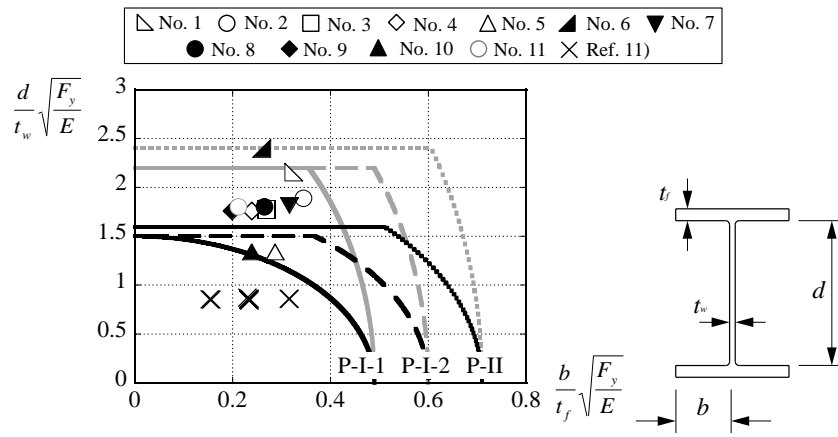 No. 1 No. 2 No. 3 No. 4 No. 5 No. 6 No. 7
No. 8 No. 9 No. 10 No. 11 Ref. 11)
d/t_w √(F_y/E)
3
2.5
2
1.5
1
0.5
0
P-I-1 P-I-2 P-II
0.2 0.4 0.6 0.8
b/t_f √(F_y/E)
t_f
t_w
d
b